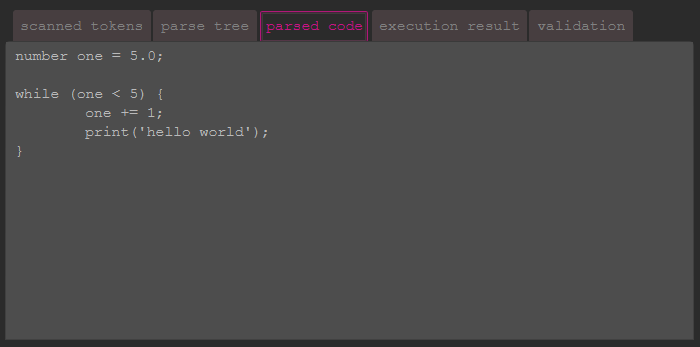 scanned tokens parse tree parsed code execution result validation
number one = 5.0;
while (one < 5) {
one += 1;
print('hello world');
}